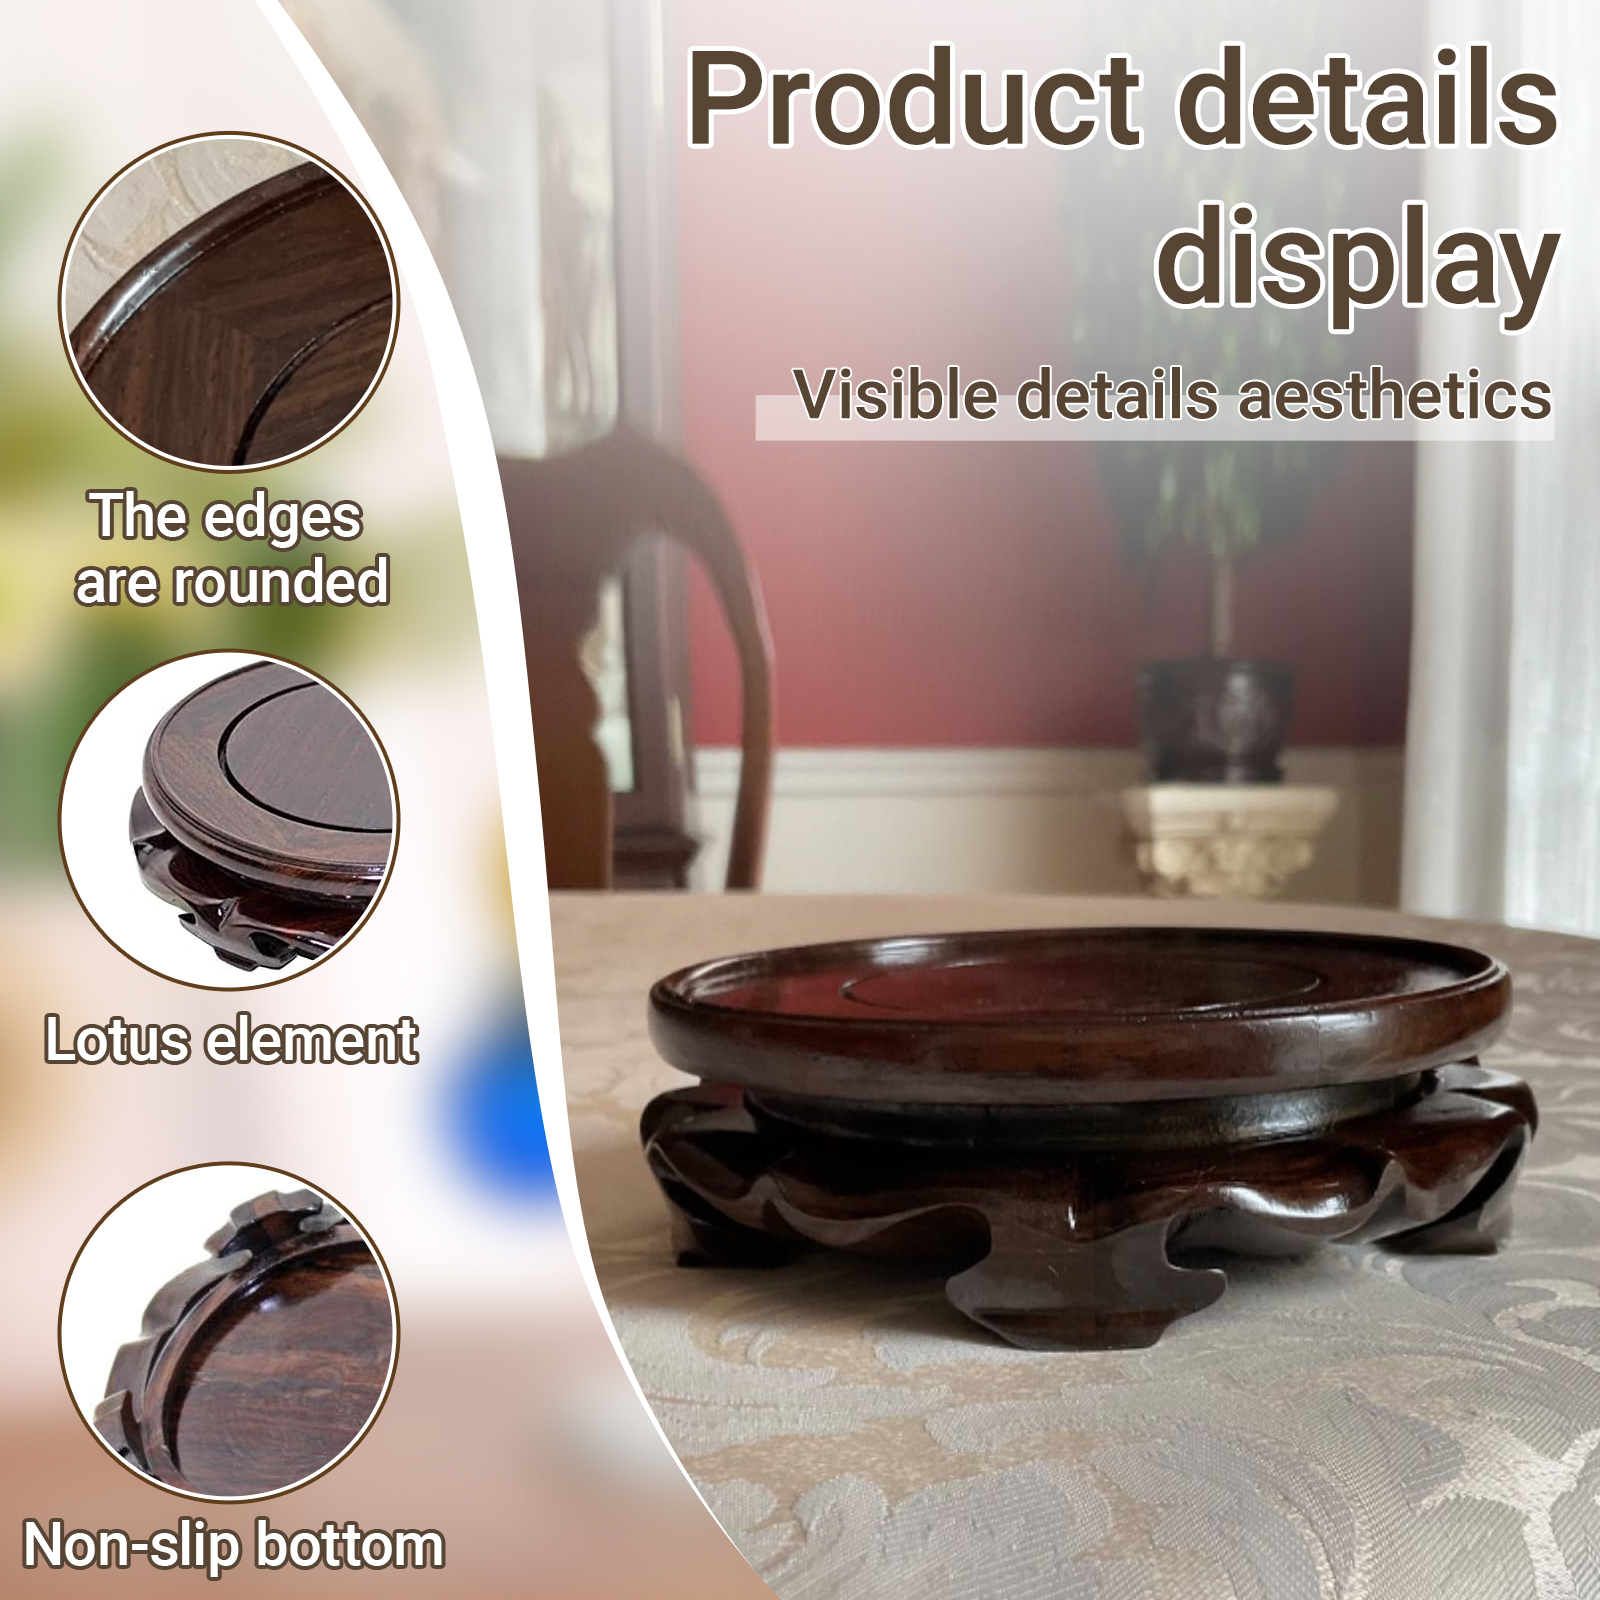 Product details
display
Visible details aesthetics
The edges
are rounded
Lotus element
Non-slip bottom